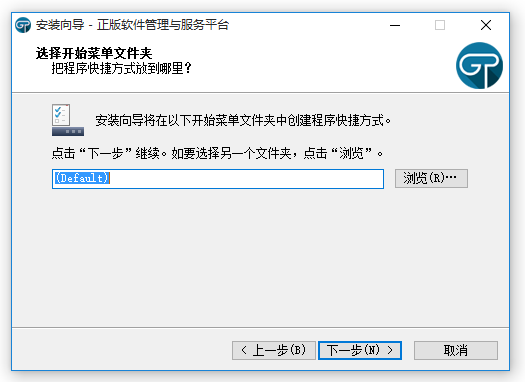 安装向导 - 正版软件管理与服务平台
选择开始菜单文件夹
把程序快捷方式放到哪里？
安装向导将在以下开始菜单文件夹中创建程序快捷方式。
点击“下一步”继续。如要选择另一个文件夹，点击“浏览”。
(Default)
浏览(R)…
< 上一步(B)
下一步(N) >
取消